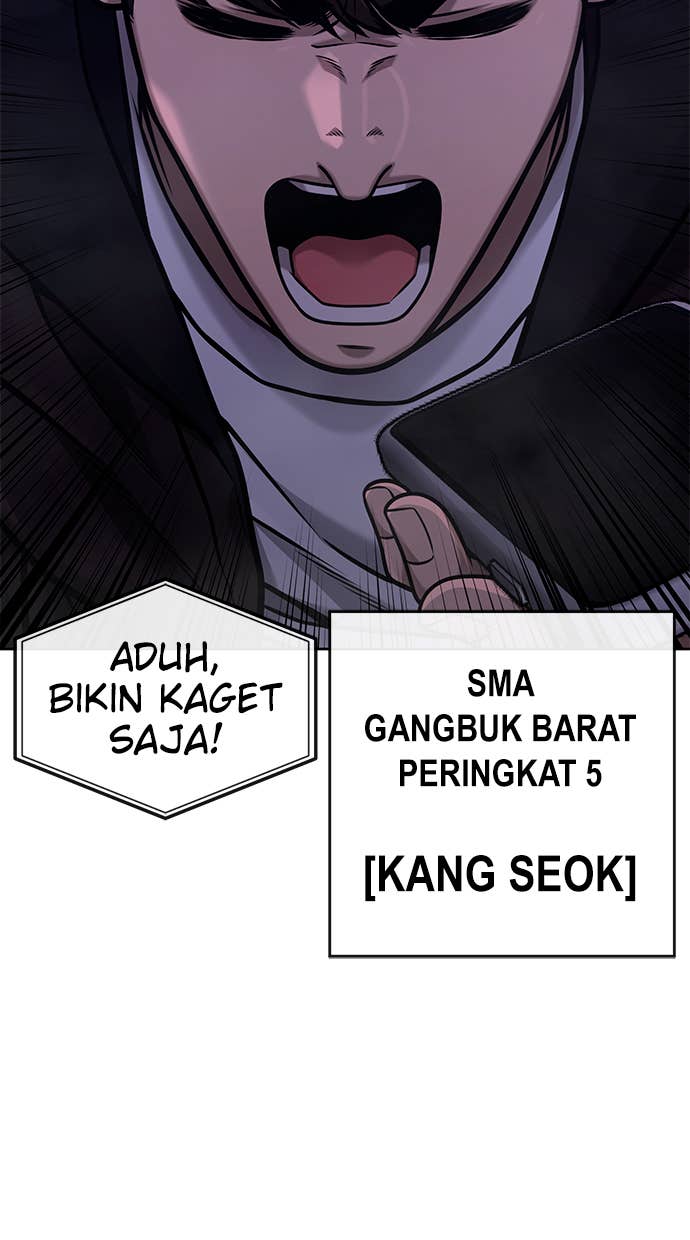 ADUH,
BIKIN KAGET
SAJA!
SMA
GANGBUK BARAT
PERINGKAT 5
[KANG SEOK]